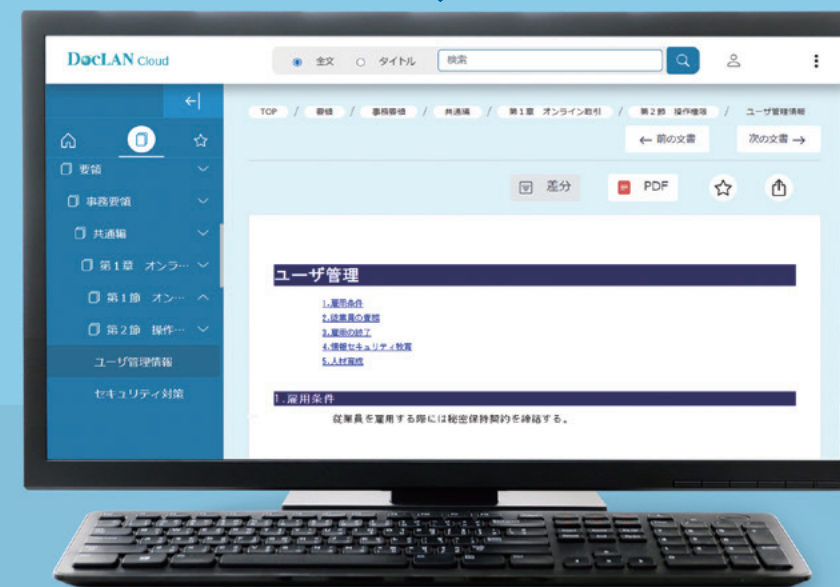 DocLAN Cloud
全文 タイトル 検索
TOP / 要領 / 事務要領 / 共通編 / 第1章 オンライン取引 / 第2節 操作権限 / ユーザ管理情報
← 前の文書 次の文書 →
差分 PDF
要領
事務要領
共通編
第1章 オンラ…
第1節 オン…
第2節 操作…
ユーザ管理情報
セキュリティ対策
ユーザ管理
1.雇用条件
2.従業員の責務
3.雇用の終了
4.情報セキュリティ教育
5.人材育成
1.雇用条件
従業員を雇用する際には秘密保持契約を締結する。